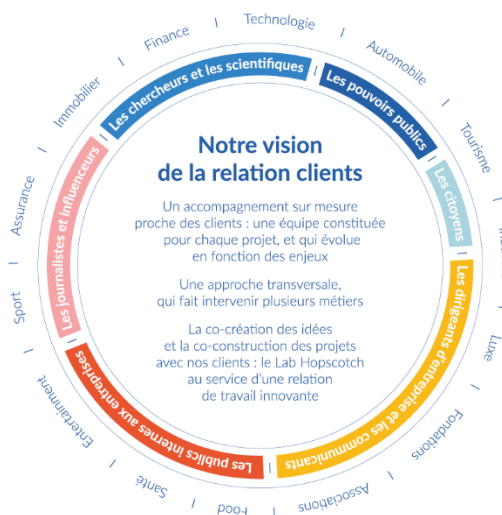 Technologie
Automobile
Tourisme
Luxe
Fondations
Associations
Food
Santé
Entertainment
Sport
Assurance
Immobilier
Finance
Les chercheurs et les scientifiques
Les pouvoirs publics
Les citoyens
Les dirigeants d'entreprise et les communicants
Les publics internes aux entreprises
Les journalistes et influenceurs
Notre vision
de la relation clients
Un accompagnement sur mesure
proche des clients : une équipe constituée
pour chaque projet, et qui évolue
en fonction des enjeux
Une approche transversale,
qui fait intervenir plusieurs métiers
La co-création des idées
et la co-construction des projets
avec nos clients : le Lab Hopscotch
au service d'une relation
de travail innovante